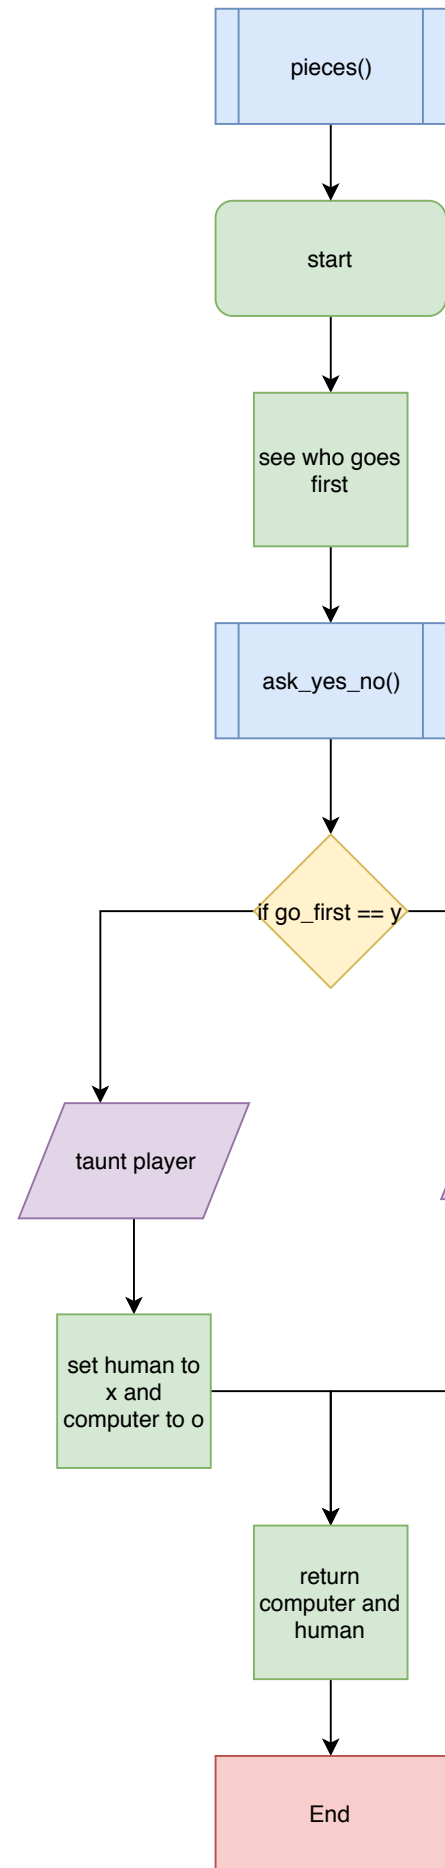 pieces()
start
see who goes
first
ask_yes_no()
if go_first == y
taunt player
set human to
x and
computer to o
return
computer and
human
End